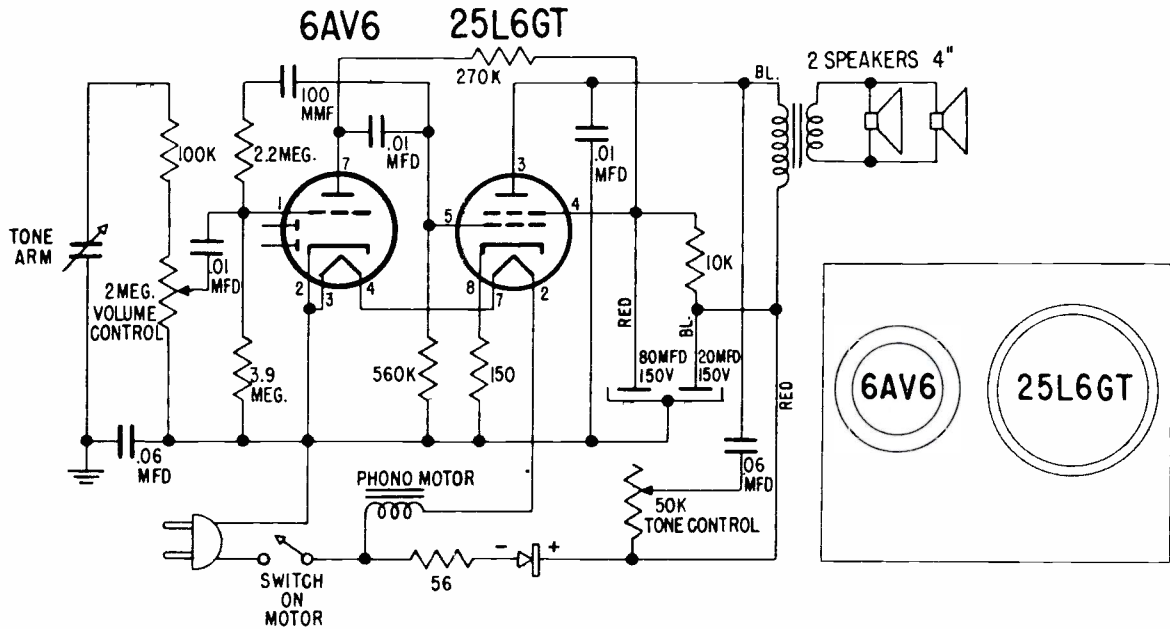 6AV6
25L6GT
270K
BL.
2 SPEAKERS 4"
100
MMF
.01
MFD
.01
MFD
100K
2.2MEG.
7
3
1
5
4
TONE
ARM
.01
MFD
10K
2
3
4
8
7
2
2MEG.
VOLUME
CONTROL
RED
BL.
80MFD
150V
20MFD
150V
RED
6AV6
25L6GT
3.9
MEG.
560K
150
.06
MFD
.06
MFD
PHONO MOTOR
50K
TONE CONTROL
- +
56
SWITCH
ON
MOTOR